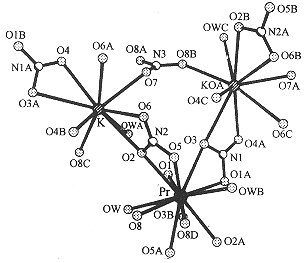 O5B
O2B
OWC
N2A
O1B
O4
O6A
O8A
N3
O8B
O6B
N1A
O7
KOA
O7A
O3A
O4C
K
O6
O6C
O4B
OWA
N2
O3
O4A
O8C
O2
O5
N1
O1
O1A
Pr
OWB
OW
O3B
O8
O8D
O2A
O5A